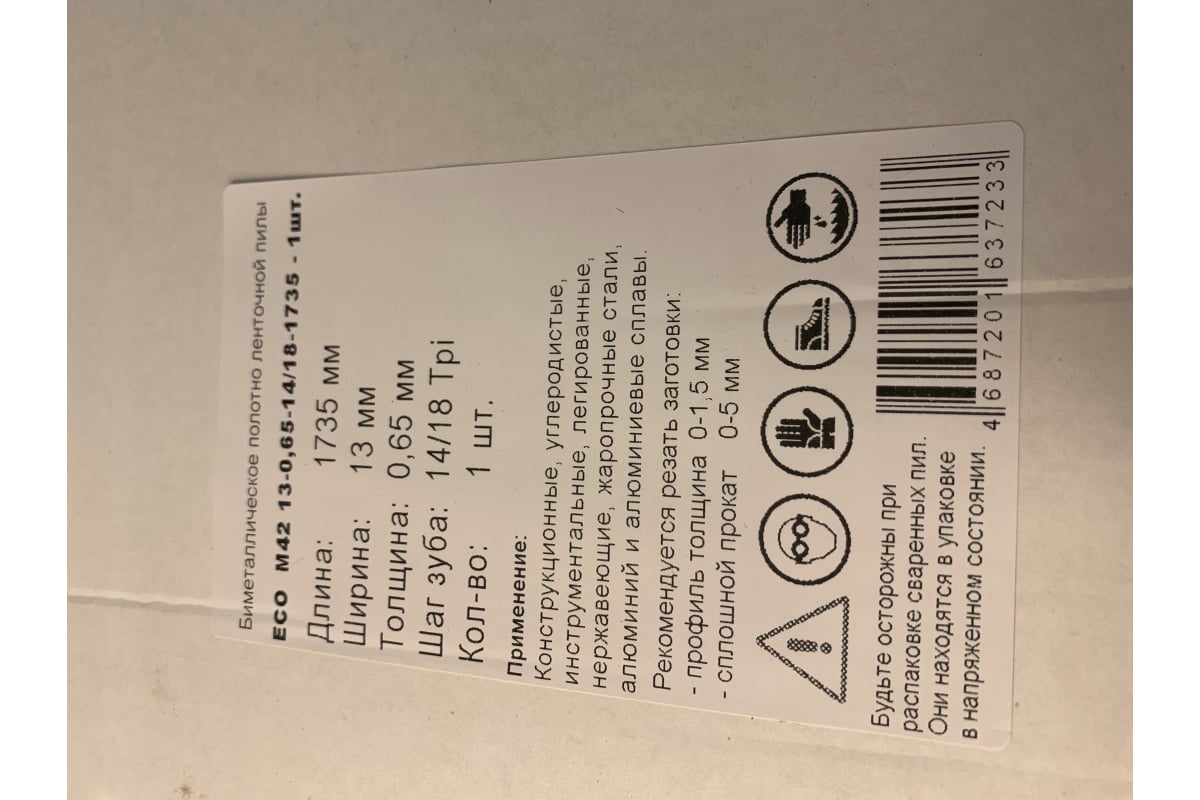 Биметаллическое полотно ленточной пилы
ECO M42 13-0,65-14/18-1735 - 1шт.
Длина: 1735 мм
Ширина: 13 мм
Толщина: 0,65 мм
Шаг зуба: 14/18 Tpi
Кол-во: 1 шт.
Применение:
Конструкционные, углеродистые,
инструментальные, легированные,
нержавеющие, жаропрочные стали,
алюминий и алюминиевые сплавы.
Рекомендуется резать заготовки:
- профиль толщина 0-1,5 мм
- сплошной прокат 0-5 мм
Будьте осторожны при
распаковке сваренных пил.
Они находятся в упаковке
в напряженном состоянии.
4 687201 637233